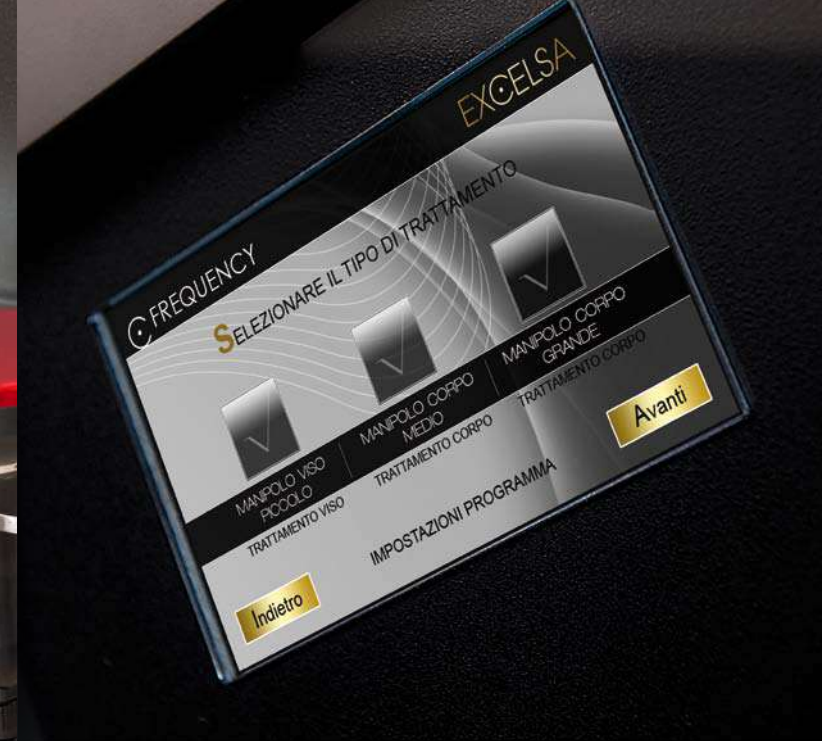 C FREQUENCY
EXCELSA
SELEZIONARE IL TIPO DI TRATTAMENTO
MANIPOLO VISO
PICCOLO
MANIPOLO CORPO
MEDIO
MANIPOLO CORPO
GRANDE
TRATTAMENTO VISO
TRATTAMENTO CORPO
TRATTAMENTO CORPO
Indietro
IMPOSTAZIONI PROGRAMMA
Avanti